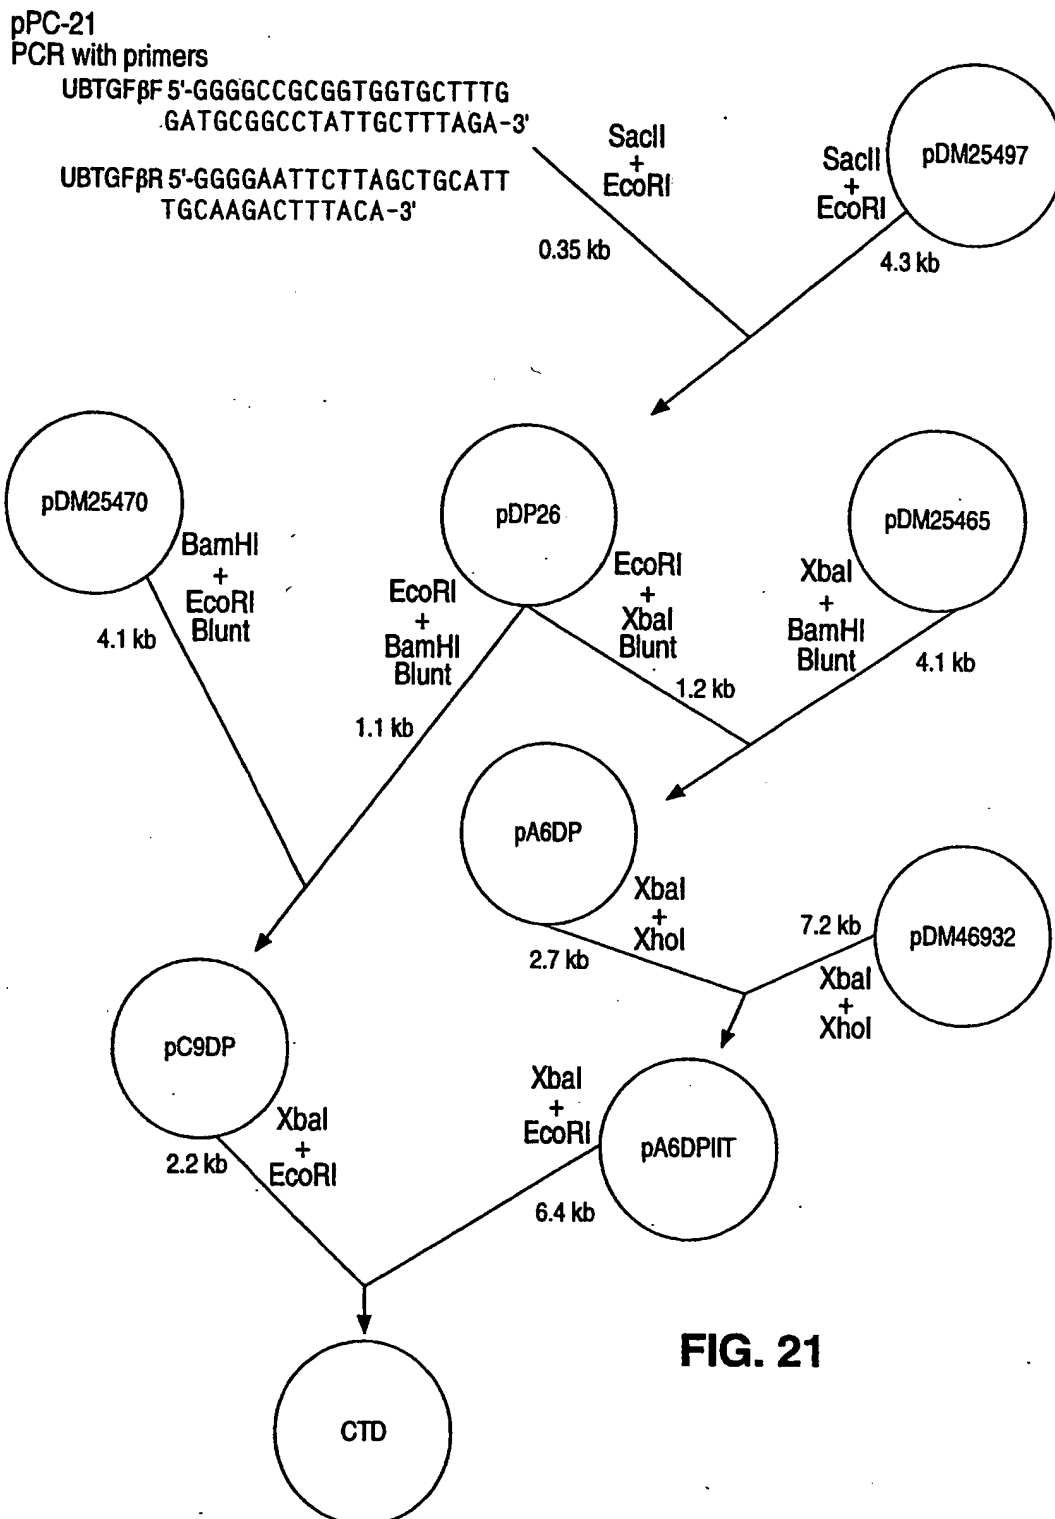 pPC-21
PCR with primers
UBTGFβF 5'-GGGGCCGCGGTGGTGCTTTG
GATGCGGCCTATTGCTTTAGA-3'
UBTGFβR 5'-GGGGAATTCTTAGCTGCATT
TGCAAGACTTTACA-3'
SacII
+
EcoRI
0.35 kb
SacII
+
EcoRI
pDM25497
4.3 kb
pDM25470
BamHI
+
EcoRI
Blunt
4.1 kb
pDP26
EcoRI
+
BamHI
Blunt
1.1 kb
EcoRI
+
XbaI
Blunt
1.2 kb
pDM25465
XbaI
+
BamHI
Blunt
4.1 kb
pA6DP
XbaI
+
XhoI
2.7 kb
7.2 kb
pDM46932
XbaI
+
XhoI
pC9DP
XbaI
+
EcoRI
2.2 kb
XbaI
+
EcoRI
pA6DPIIT
6.4 kb
FIG. 21
CTD